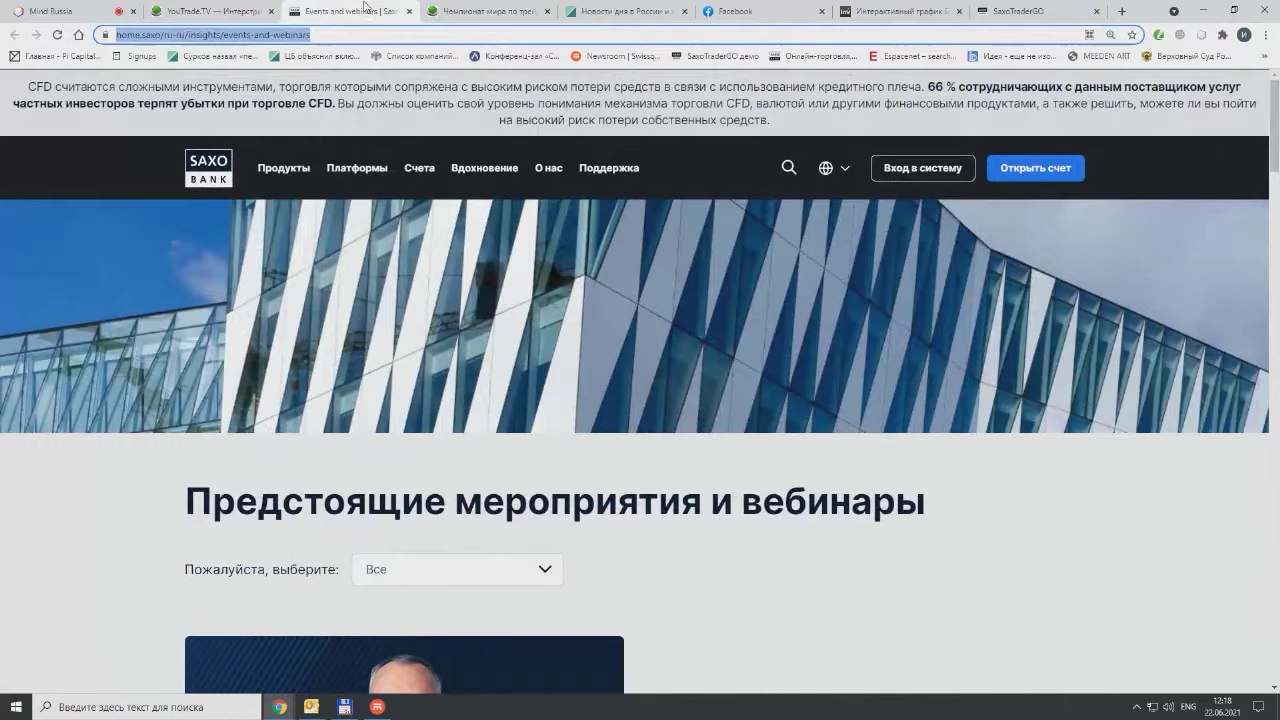 Mind Russia
YouTrade.TV — Интерстр
Events and webinars | Sax
Чемпионат мира по трей
Новости дня в России и м
Facebook
Интерактивный график Е
SaxoTraderGO
home.saxo/ru-ru/insights/events-and-webinars
Главная - Pi Capital...
Signups
Сурков назвал «пе...
ЦБ объяснил вклю...
Список компаний...
Конференц-зал «С...
Newsroom | Swissq...
SaxoTraderGO демо
Онлайн-торговля,...
Espacenet – search...
Идея - еще не изо...
MEEDEN ART
Верховный Суд Ро...
CFD считаются сложными инструментами, торговля которыми сопряжена с высоким риском потери средств в связи с использованием кредитного плеча. 66 % сотрудничающих с данным поставщиком услуг
частных инвесторов терпят убытки при торговле CFD. Вы должны оценить свой уровень понимания механизма торговли CFD, валютой или другими финансовыми продуктами, а также решить, можете ли вы пойти
на высокий риск потери собственных средств.
SAXO
BANK
Продукты
Платформы
Счета
Вдохновение
О нас
Поддержка
Вход в систему
Открыть счет
Предстоящие мероприятия и вебинары
Пожалуйста, выберите:
Все
Введите здесь текст для поиска
ENG
12:18
22.06.2021